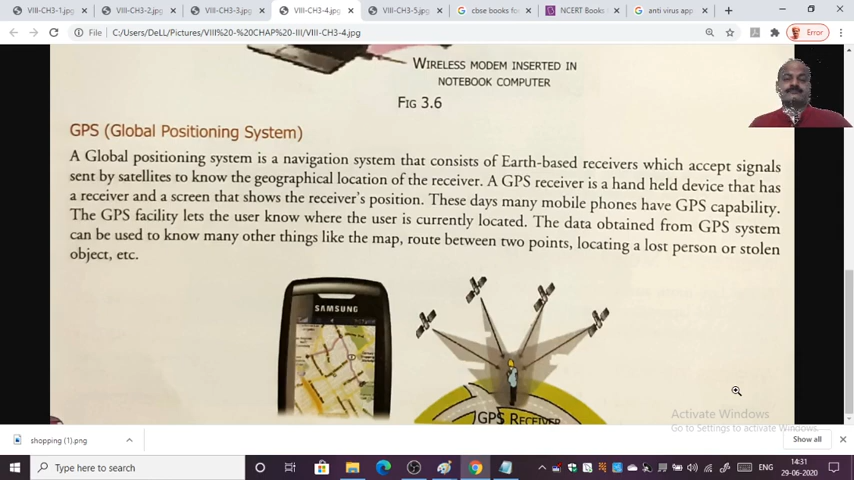 VIII-CH3-1.jpg
VIII-CH3-2.jpg
VIII-CH3-3.jpg
VIII-CH3-4.jpg
VIII-CH3-5.jpg
cbse books fo
NCERT Books
anti virus app
File
C:/Users/DeLL/Pictures/VIII%20-%20CHAP%20-III/VIII-CH3-4.jpg
Error
WIRELESS MODEM INSERTED IN
NOTEBOOK COMPUTER
FIG 3.6
GPS (Global Positioning System)
A Global positioning system is a navigation system that consists of Earth-based receivers which accept signals
sent by satellites to know the geographical location of the receiver. A GPS receiver is a hand held device that has
a receiver and a screen that shows the receiver's position. These days many mobile phones have GPS capability.
The GPS facility lets the user know where the user is currently located. The data obtained from GPS system
can be used to know many other things like the map, route between two points, locating a lost person or stolen
object, etc.
SAMSUNG
GPS RECEIVER
Activate Windows
Go to Settings to activate Windows.
shopping (1).png
Show all
Type here to search
ENG
14:31
29-06-2020